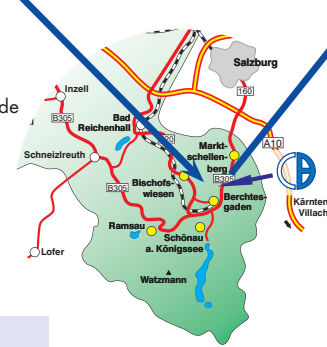 Inzell
Salzburg
160
de
B305
Bad
Reichenhall
20
A10
Markt-
schellen-
berg
Schneizlreuth
B305
Bischofs-
wiesen
B305
Berchtes-
gaden
Kärnten
Villach
Ramsau
Schönau
a. Königssee
Lofer
Watzmann